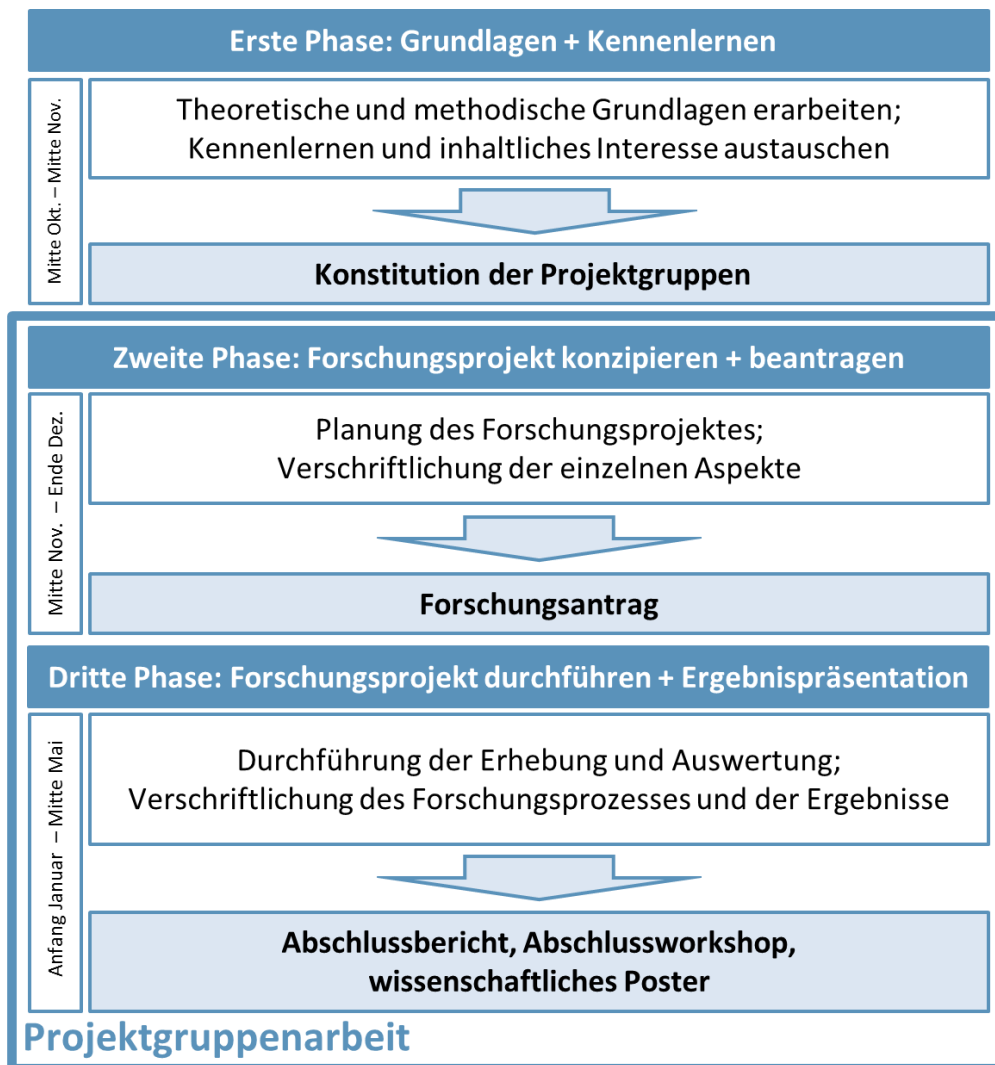 Erste Phase: Grundlagen + Kennenlernen
Mitte Okt. – Mitte Nov.
Theoretische und methodische Grundlagen erarbeiten;
Kennenlernen und inhaltliches Interesse austauschen
Konstitution der Projektgruppen
Zweite Phase: Forschungsprojekt konzipieren + beantragen
Mitte Nov. – Ende Dez.
Planung des Forschungsprojektes;
Verschriftlichung der einzelnen Aspekte
Forschungsantrag
Dritte Phase: Forschungsprojekt durchführen + Ergebnispräsentation
Anfang Januar – Mitte Mai
Durchführung der Erhebung und Auswertung;
Verschriftlichung des Forschungsprozesses und der Ergebnisse
Abschlussbericht, Abschlussworkshop,
wissenschaftliches Poster
Projektgruppenarbeit